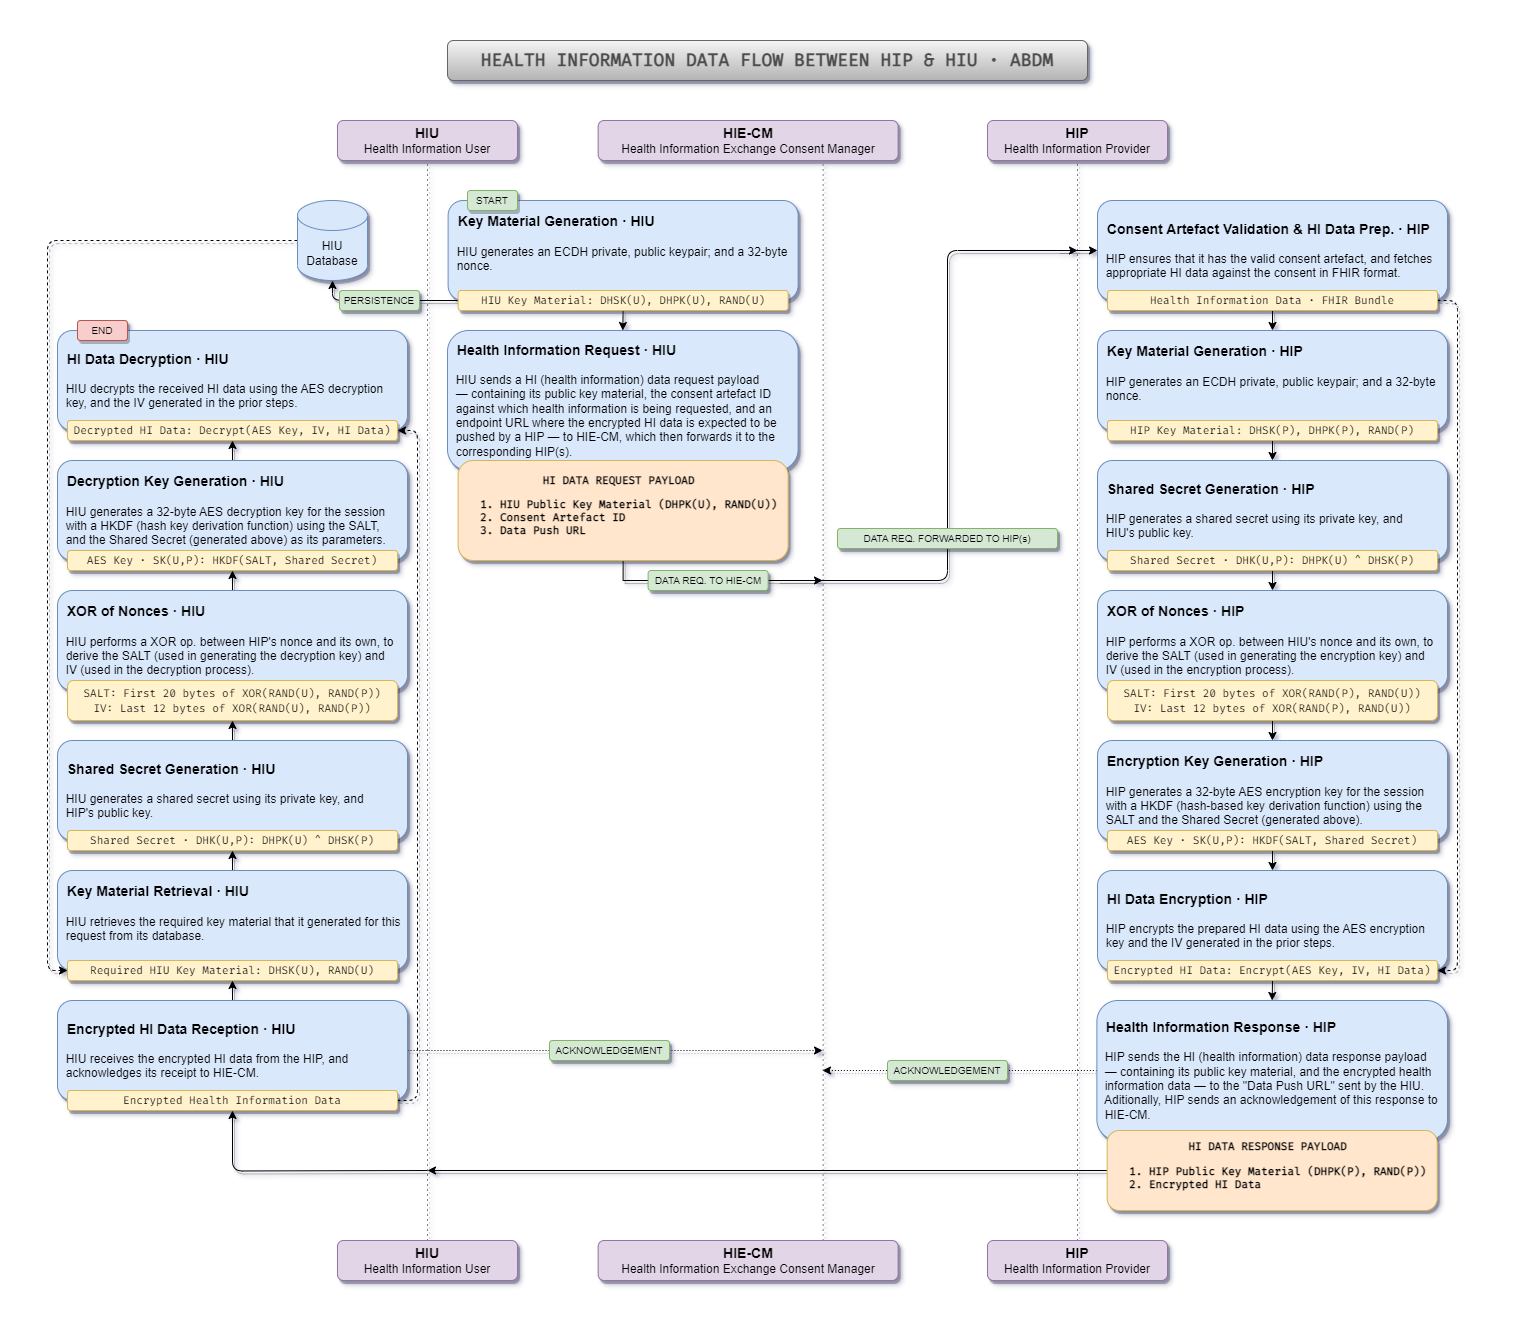 HEALTH INFORMATION DATA FLOW BETWEEN HIP & HIU · ABDM
HIU
Health Information User
HIE-CM
Health Information Exchange Consent Manager
HIP
Health Information Provider
HIU
Database
PERSISTENCE
START
Key Material Generation · HIU
HIU generates an ECDH private, public keypair; and a 32-byte
nonce.
HIU Key Material: DHSK(U), DHPK(U), RAND(U)
Health Information Request · HIU
HIU sends a HI (health information) data request payload
— containing its public key material, the consent artefact ID
against which health information is being requested, and an
endpoint URL where the encrypted HI data is expected to be
pushed by a HIP — to HIE-CM, which then forwards it to the
corresponding HIP(s).
HI DATA REQUEST PAYLOAD
1. HIU Public Key Material (DHPK(U), RAND(U))
2. Consent Artefact ID
3. Data Push URL
DATA REQ. TO HIE-CM
DATA REQ. FORWARDED TO HIP(s)
Consent Artefact Validation & HI Data Prep. · HIP
HIP ensures that it has the valid consent artefact, and fetches
appropriate HI data against the consent in FHIR format.
Health Information Data · FHIR Bundle
Key Material Generation · HIP
HIP generates an ECDH private, public keypair; and a 32-byte
nonce.
HIP Key Material: DHSK(P), DHPK(P), RAND(P)
Shared Secret Generation · HIP
HIP generates a shared secret using its private key, and
HIU's public key.
Shared Secret · DHK(U,P): DHPK(U) ^ DHSK(P)
XOR of Nonces · HIP
HIP performs a XOR op. between HIU's nonce and its own, to
derive the SALT (used in generating the encryption key) and
IV (used in the encryption process).
SALT: First 20 bytes of XOR(RAND(P), RAND(U))
IV: Last 12 bytes of XOR(RAND(P), RAND(U))
Encryption Key Generation · HIP
HIP generates a 32-byte AES encryption key for the session
with a HKDF (hash-based key derivation function) using the
SALT and the Shared Secret (generated above).
AES Key · SK(U,P): HKDF(SALT, Shared Secret)
HI Data Encryption · HIP
HIP encrypts the prepared HI data using the AES encryption
key and the IV generated in the prior steps.
Encrypted HI Data: Encrypt(AES Key, IV, HI Data)
Health Information Response · HIP
HIP sends the HI (health information) data response payload
— containing its public key material, and the encrypted health
information data — to the "Data Push URL" sent by the HIU.
Aditionally, HIP sends an acknowledgement of this response to
HIE-CM.
HI DATA RESPONSE PAYLOAD
1. HIP Public Key Material (DHPK(P), RAND(P))
2. Encrypted HI Data
ACKNOWLEDGEMENT
ACKNOWLEDGEMENT
END
HI Data Decryption · HIU
HIU decrypts the received HI data using the AES decryption
key, and the IV generated in the prior steps.
Decrypted HI Data: Decrypt(AES Key, IV, HI Data)
Decryption Key Generation · HIU
HIU generates a 32-byte AES decryption key for the session
with a HKDF (hash key derivation function) using the SALT,
and the Shared Secret (generated above) as its parameters.
AES Key · SK(U,P): HKDF(SALT, Shared Secret)
XOR of Nonces · HIU
HIU performs a XOR op. between HIP's nonce and its own, to
derive the SALT (used in generating the decryption key) and
IV (used in the decryption process).
SALT: First 20 bytes of XOR(RAND(U), RAND(P))
IV: Last 12 bytes of XOR(RAND(U), RAND(P))
Shared Secret Generation · HIU
HIU generates a shared secret using its private key, and
HIP's public key.
Shared Secret · DHK(U,P): DHPK(U) ^ DHSK(P)
Key Material Retrieval · HIU
HIU retrieves the required key material that it generated for this
request from its database.
Required HIU Key Material: DHSK(U), RAND(U)
Encrypted HI Data Reception · HIU
HIU receives the encrypted HI data from the HIP, and
acknowledges its receipt to HIE-CM.
Encrypted Health Information Data
HIU
Health Information User
HIE-CM
Health Information Exchange Consent Manager
HIP
Health Information Provider